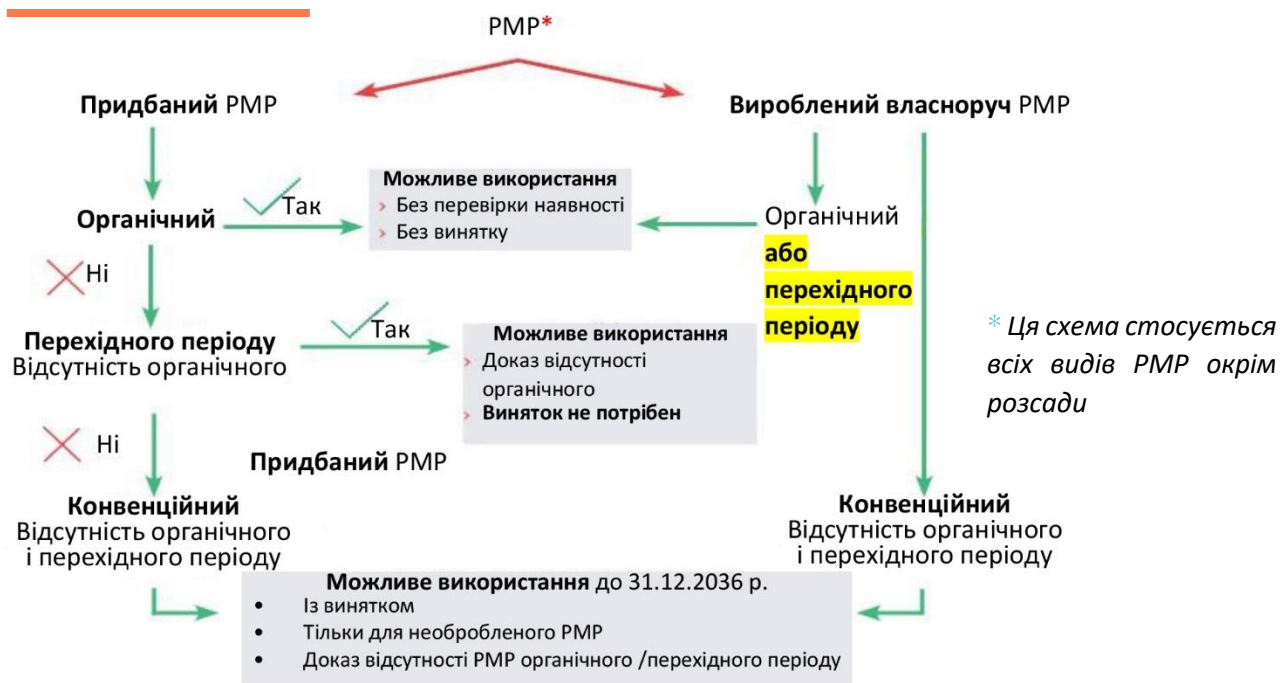 РМР*
Придбаний РМР
Вироблений власноруч РМР
Органічний
Так
Можливе використання
› Без перевірки наявності
› Без винятку
Органічний
або
перехідного
періоду
Ні
Перехідного періоду
Відсутність органічного
Так
Можливе використання
› Доказ відсутності
органічного
› Виняток не потрібен
* Ця схема стосується
всіх видів РМР окрім
розсади
Ні
Придбаний РМР
Конвенційний
Відсутність органічного
і перехідного періоду
Конвенційний
Відсутність органічного
і перехідного періоду
Можливе використання до 31.12.2036 р.
• Із винятком
• Тільки для необробленого РМР
• Доказ відсутності РМР органічного /перехідного періоду